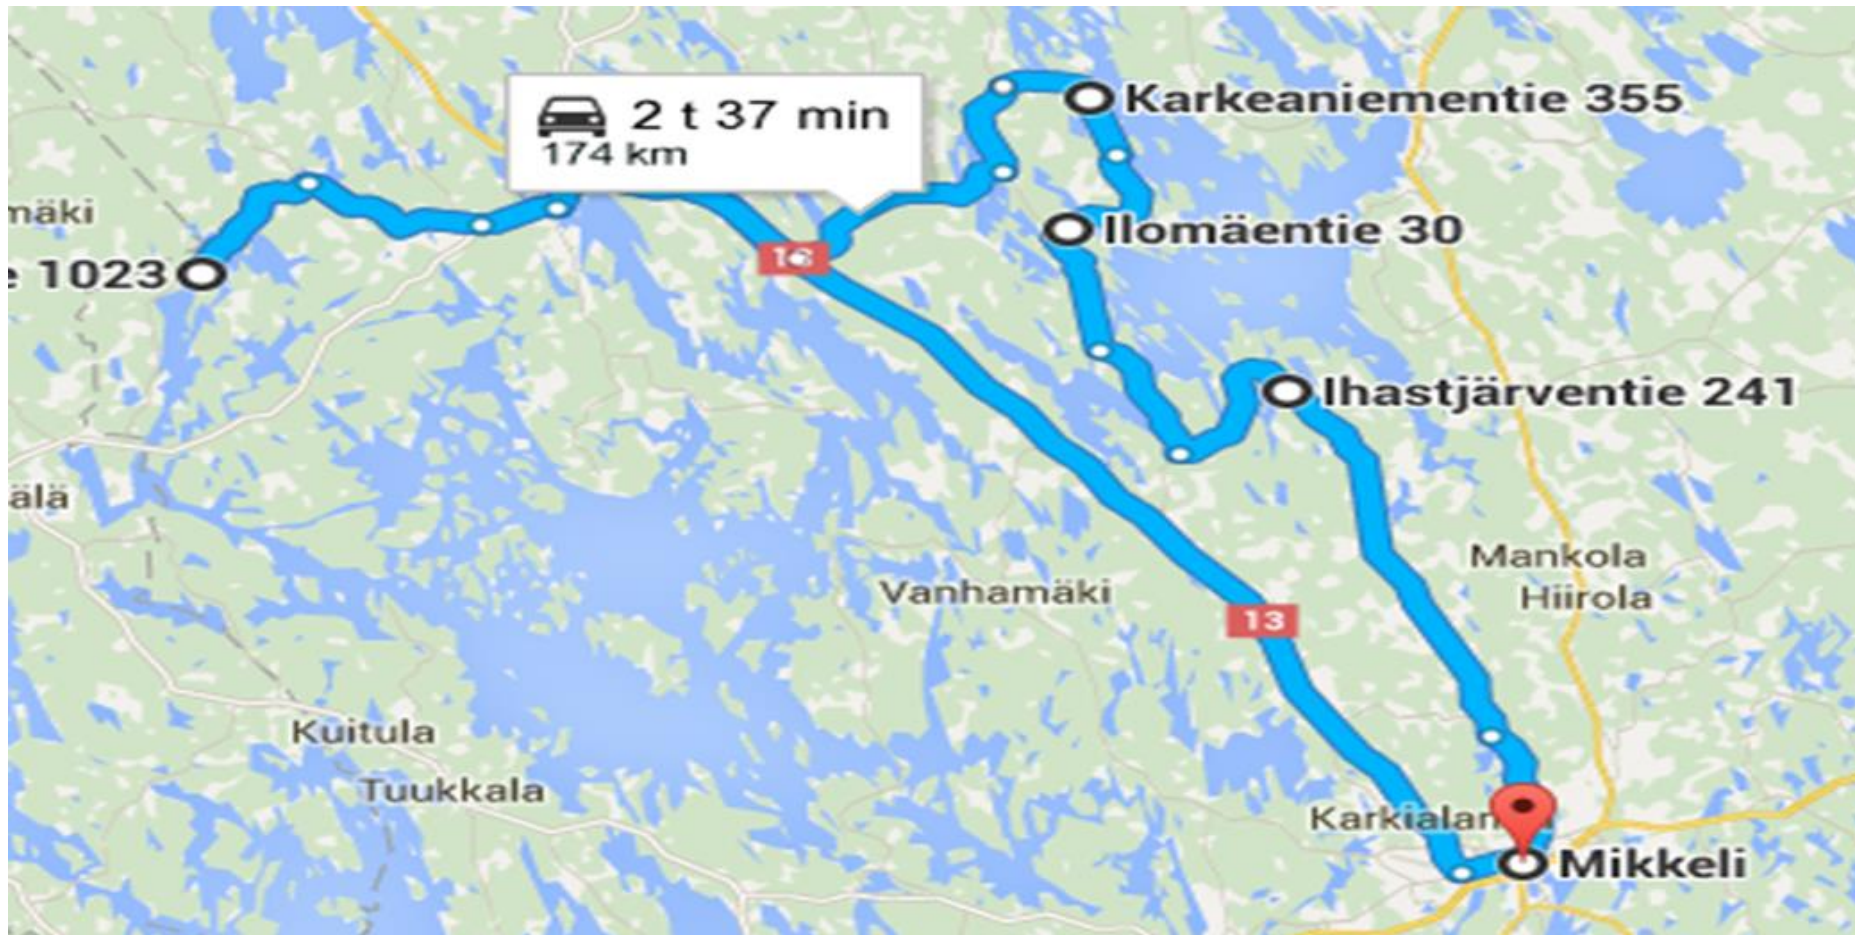 Karkeaniementie 355
2 t 37 min
174 km
mäki
Ilomäentie 30
e 1023
13
Ihastjärventie 241
älä
Mankola
Hiirola
Vanhamäki
13
Kuitula
Tuukkala
Mikkeli